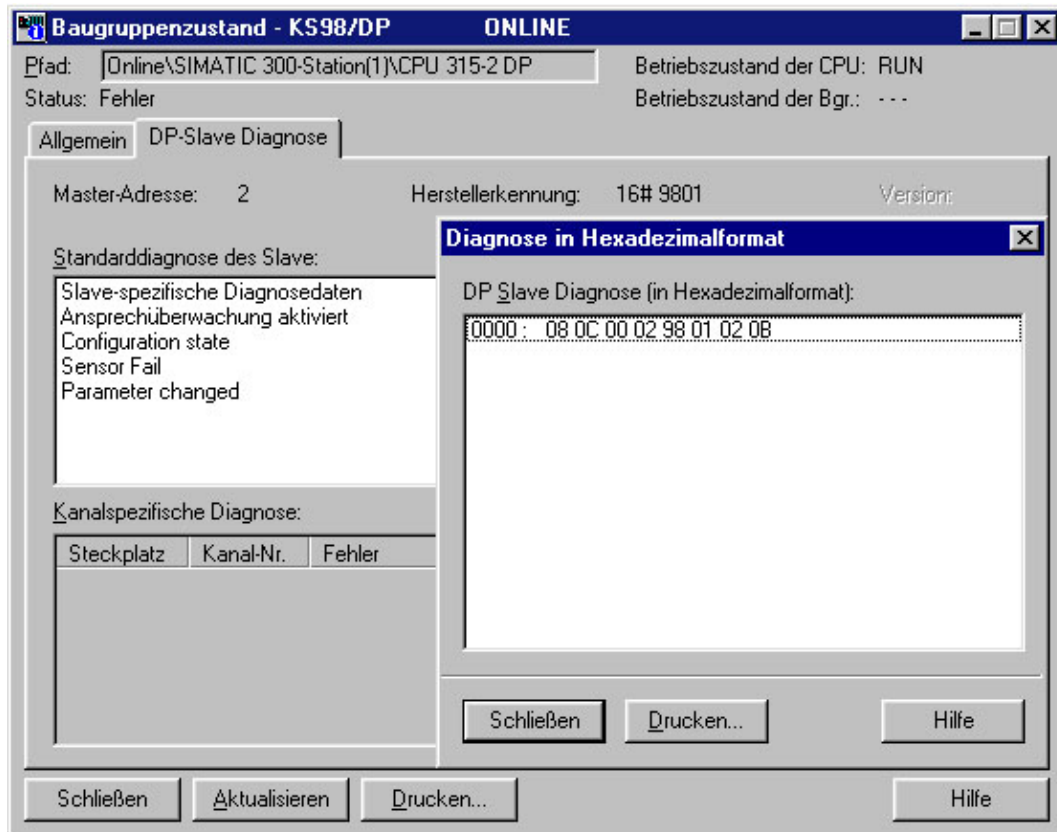 Baugruppenzustand - KS98/DP ONLINE
Pfad: Online\SIMATIC 300-Station(1)\CPU 315-2 DP Betriebszustand der CPU: RUN
Status: Fehler Betriebszustand der Bgr.: - - -
Allgemein DP-Slave Diagnose
Master-Adresse: 2 Herstellerkennung: 16# 9801 Version:
Standarddiagnose des Slave:
Slave-spezifische Diagnosedaten
Ansprechüberwachung aktiviert
Configuration state
Sensor Fail
Parameter changed
Kanalspezifische Diagnose:
Steckplatz Kanal-Nr. Fehler
Diagnose in Hexadezimalformat
DP Slave Diagnose (in Hexadezimalformat):
0000 : 08 0C 00 02 98 01 02 0B
Schließen Drucken... Hilfe
Schließen Aktualisieren Drucken... Hilfe